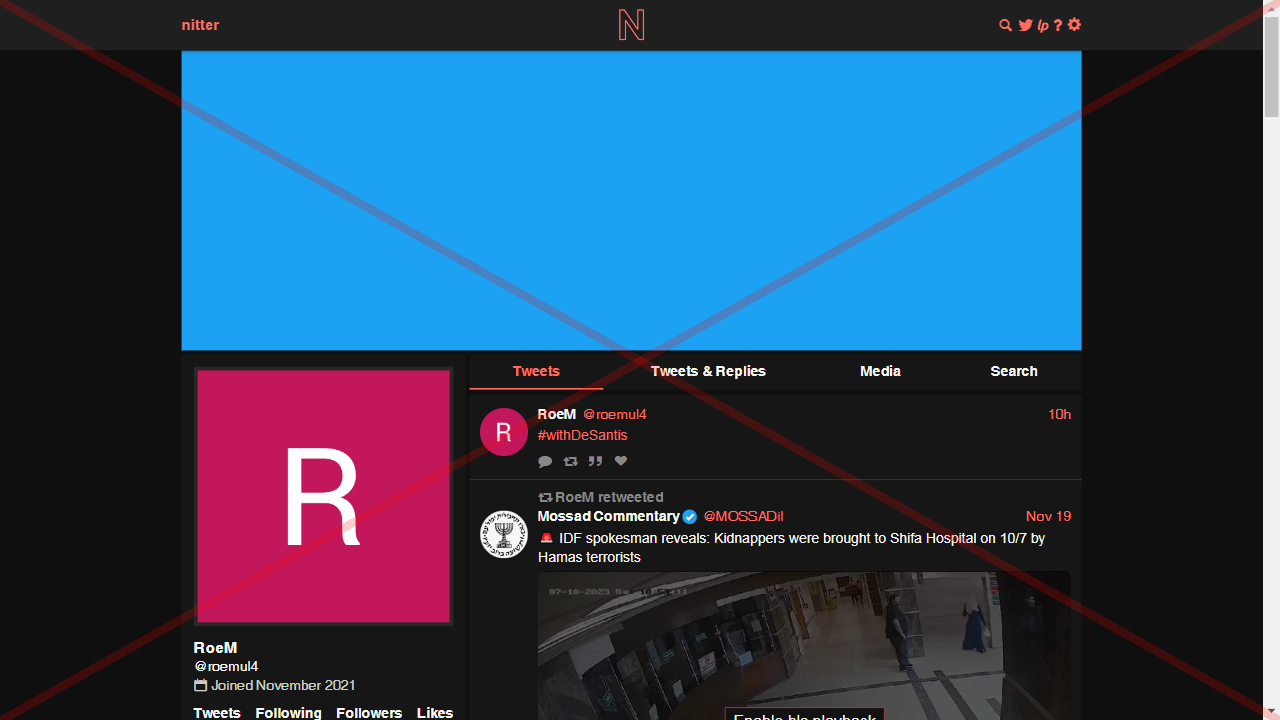 nitter
N
lp ?
Tweets
Tweets & Replies
Media
Search
R
RoeM @roemul4 10h
#withDeSantis
RoeM retweeted
Mossad Commentary @MOSSADil Nov 19
🚨 IDF spokesman reveals: Kidnappers were brought to Shifa Hospital on 10/7 by
Hamas terrorists
07-10-2023
R
RoeM
@roemul4
Joined November 2021
Tweets Following Followers Likes
Enable hls playback